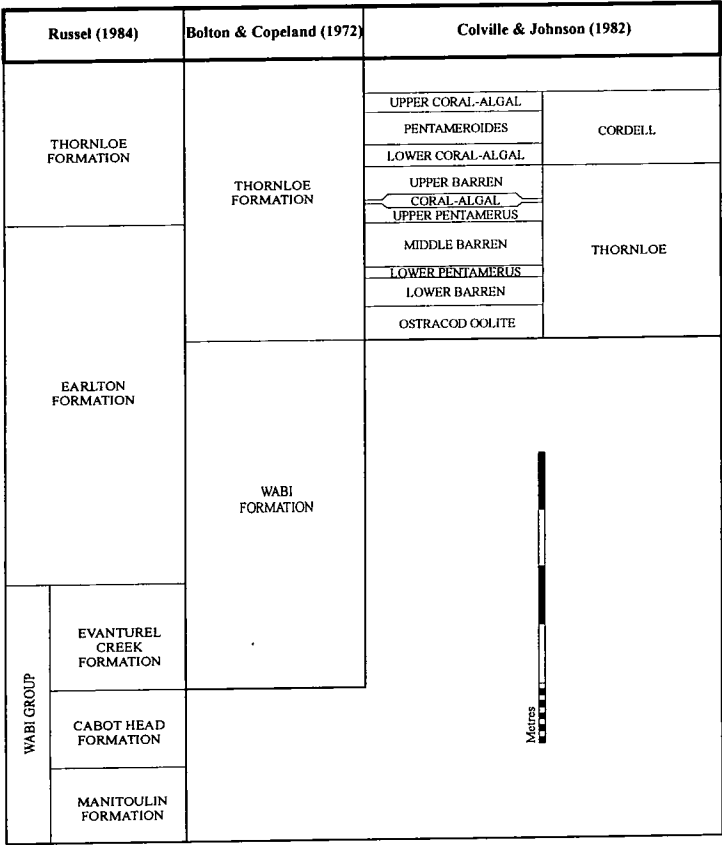 Russel (1984)
Bolton & Copeland (1972)
Colville & Johnson (1982)
THORNLOE
FORMATION
EARLTON
FORMATION
WABI GROUP
EVANTUREL
CREEK
FORMATION
CABOT HEAD
FORMATION
MANITOULIN
FORMATION
THORNLOE
FORMATION
WABI
FORMATION
UPPER CORAL-ALGAL
PENTAMEROIDES
LOWER CORAL-ALGAL
UPPER BARREN
CORAL-ALGAL
UPPER PENTAMERUS
MIDDLE BARREN
LOWER PENTAMERUS
LOWER BARREN
OSTRACOD OOLITE
CORDELL
THORNLOE
Metres